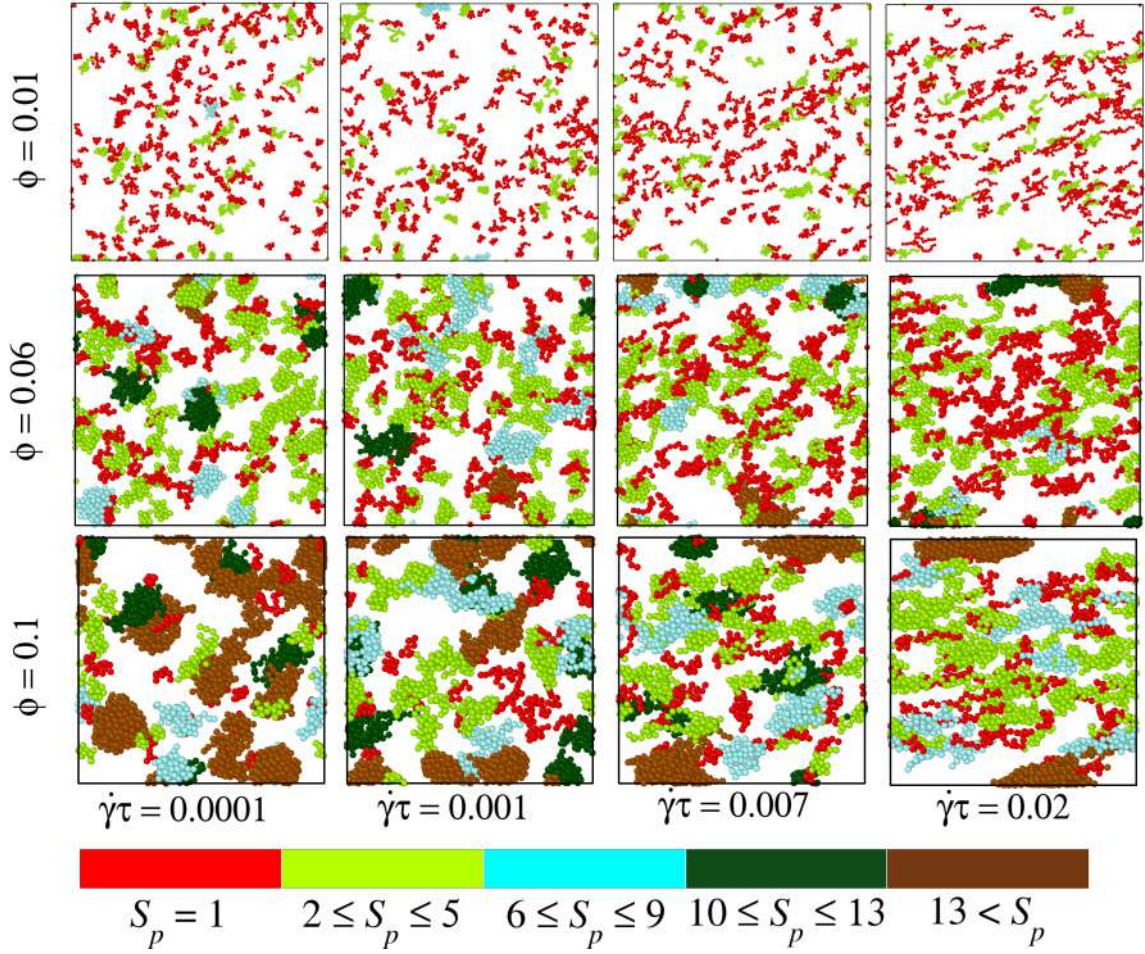 ϕ = 0.01
ϕ = 0.06
ϕ = 0.1
γ̇τ = 0.0001 γ̇τ = 0.001 γ̇τ = 0.007 γ̇τ = 0.02
S_p = 1 2 ≤ S_p ≤ 5 6 ≤ S_p ≤ 9 10 ≤ S_p ≤ 13 13 < S_p